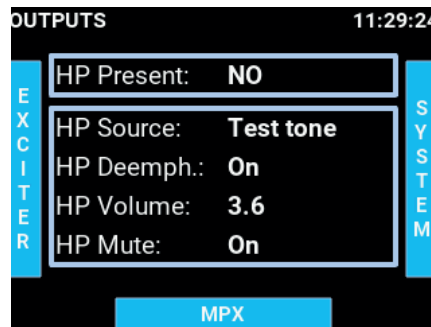 OUTPUTS 11:29:24
HP Present: NO
EXCITER
HP Source: Test tone
HP Deemph.: On
HP Volume: 3.6
HP Mute: On
SYSTEM
MPX